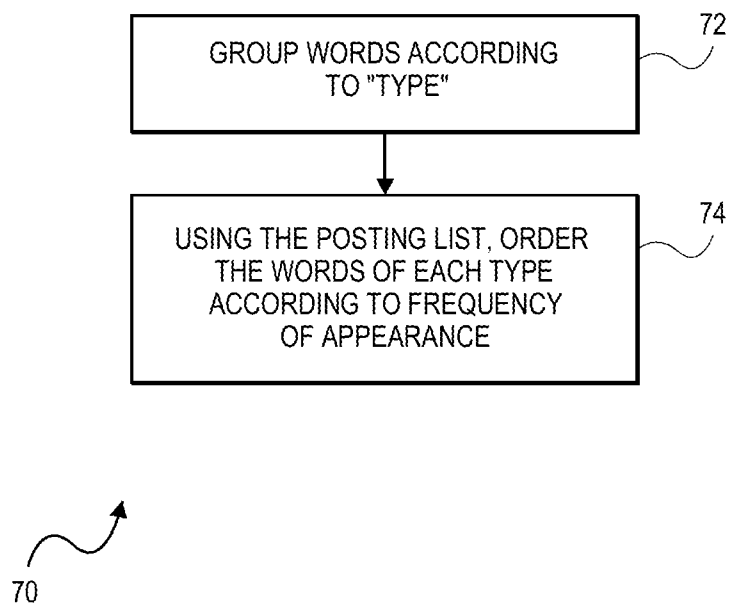 72
GROUP WORDS ACCORDING
TO "TYPE"
74
USING THE POSTING LIST, ORDER
THE WORDS OF EACH TYPE
ACCORDING TO FREQUENCY
OF APPEARANCE
70